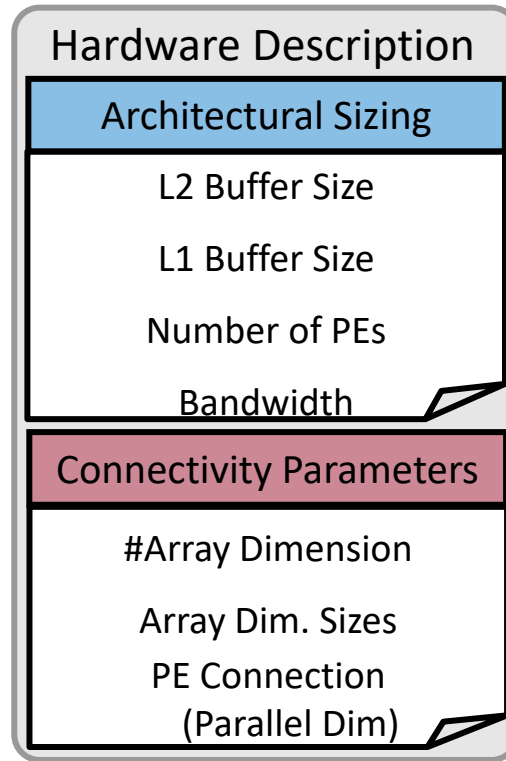 Hardware Description
Architectural Sizing
L2 Buffer Size
L1 Buffer Size
Number of PEs
Bandwidth
Connectivity Parameters
#Array Dimension
Array Dim. Sizes
PE Connection
(Parallel Dim)